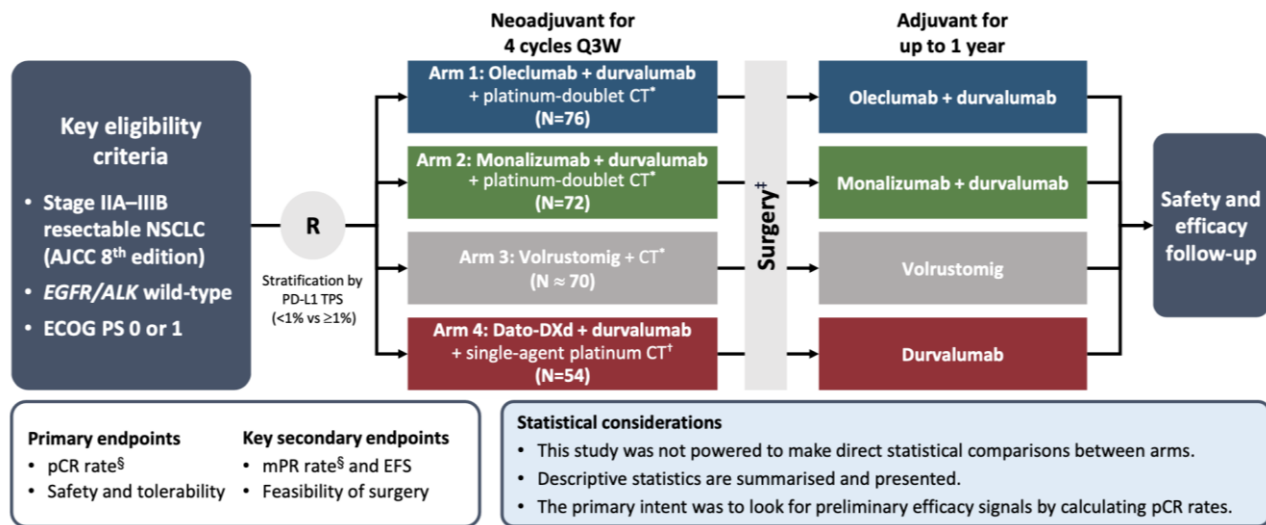 Neoadjuvant for
4 cycles Q3W
Adjuvant for
up to 1 year
Key eligibility
criteria
• Stage IIA–IIIB
resectable NSCLC
(AJCC 8th edition)
• EGFR/ALK wild-type
• ECOG PS 0 or 1
R
Stratification by
PD-L1 TPS
(<1% vs ≥1%)
Arm 1: Oleclumab + durvalumab
+ platinum-doublet CT*
(N=76)
Arm 2: Monalizumab + durvalumab
+ platinum-doublet CT*
(N=72)
Arm 3: Volrustomig + CT*
(N ≈ 70)
Arm 4: Dato-DXd + durvalumab
+ single-agent platinum CT†
(N=54)
Surgery‡
Oleclumab + durvalumab
Monalizumab + durvalumab
Volrustomig
Durvalumab
Safety and
efficacy
follow-up
Primary endpoints
• pCR rate§
• Safety and tolerability
Key secondary endpoints
• mPR rate§ and EFS
• Feasibility of surgery
Statistical considerations
• This study was not powered to make direct statistical comparisons between arms.
• Descriptive statistics are summarised and presented.
• The primary intent was to look for preliminary efficacy signals by calculating pCR rates.